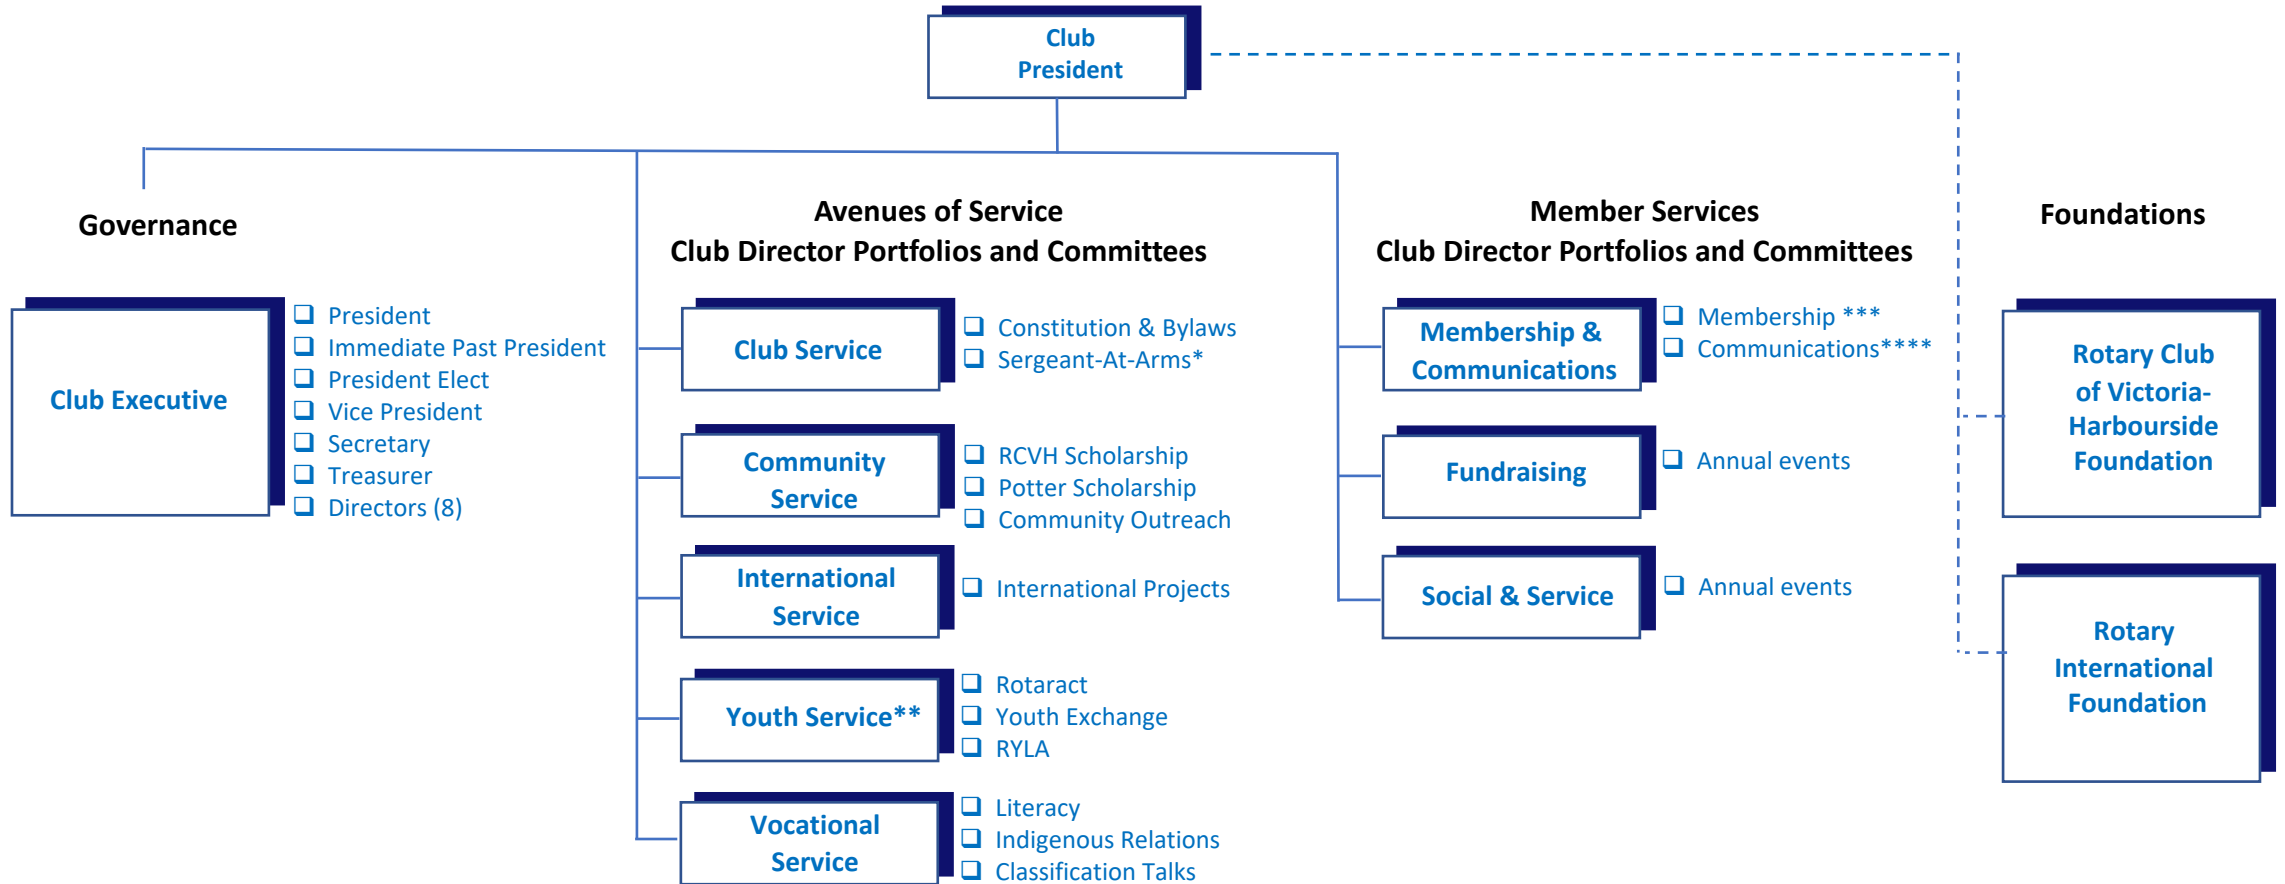 Club
President
Governance
Club Executive
❑ President
❑ Immediate Past President
❑ President Elect
❑ Vice President
❑ Secretary
❑ Treasurer
❑ Directors (8)
Avenues of Service
Club Director Portfolios and Committees
Club Service
❑ Constitution & Bylaws
❑ Sergeant-At-Arms*
Community
Service
❑ RCVH Scholarship
❑ Potter Scholarship
❑ Community Outreach
International
Service
❑ International Projects
Youth Service**
❑ Rotaract
❑ Youth Exchange
❑ RYLA
Vocational
Service
❑ Literacy
❑ Indigenous Relations
❑ Classification Talks
Member Services
Club Director Portfolios and Committees
Membership &
Communications
❑ Membership ***
❑ Communications****
Fundraising
❑ Annual events
Social & Service
❑ Annual events
Foundations
Rotary Club
of Victoria-
Harbourside
Foundation
Rotary
International
Foundation